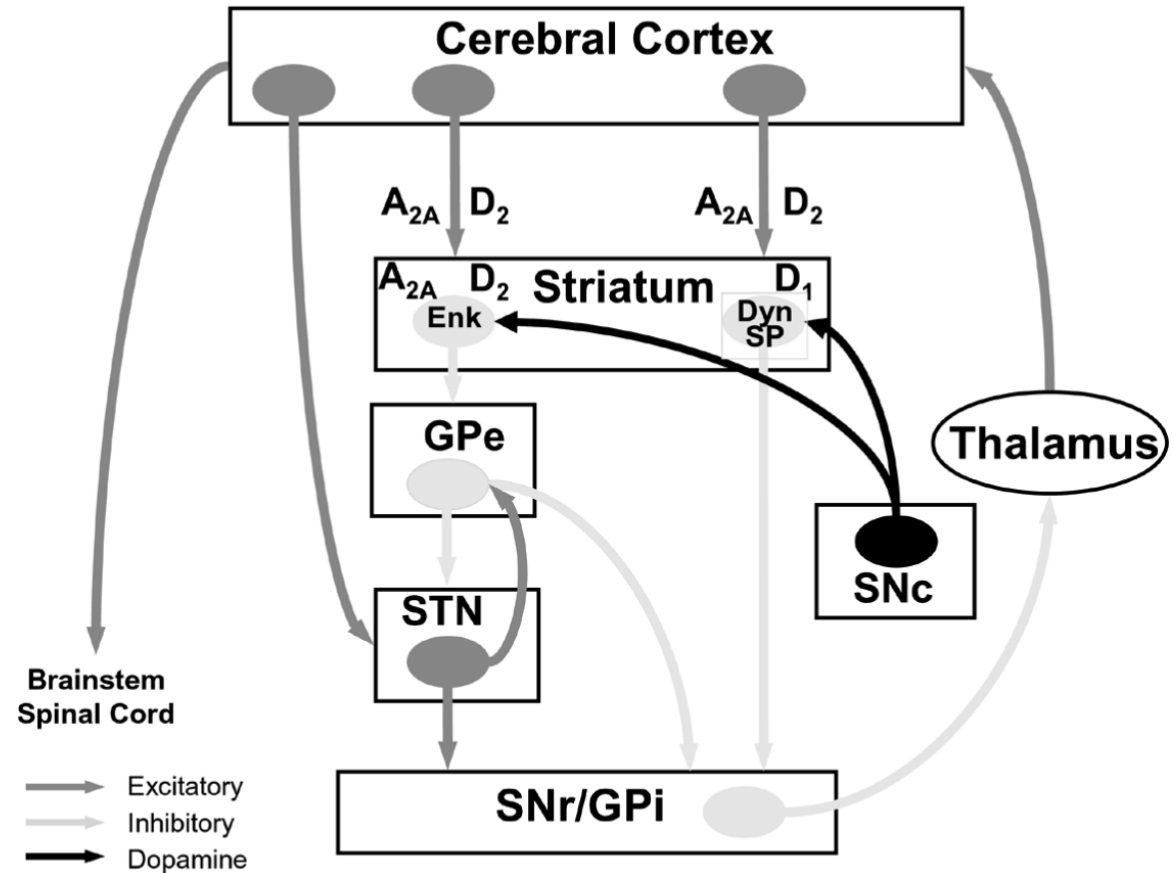 Cerebral Cortex
A₂A D₂
A₂A D₂
A₂A D₂ Striatum D₁
Enk
Dyn
SP
GPe
Thalamus
SNc
STN
Brainstem
Spinal Cord
SNr/GPi
Excitatory
Inhibitory
Dopamine